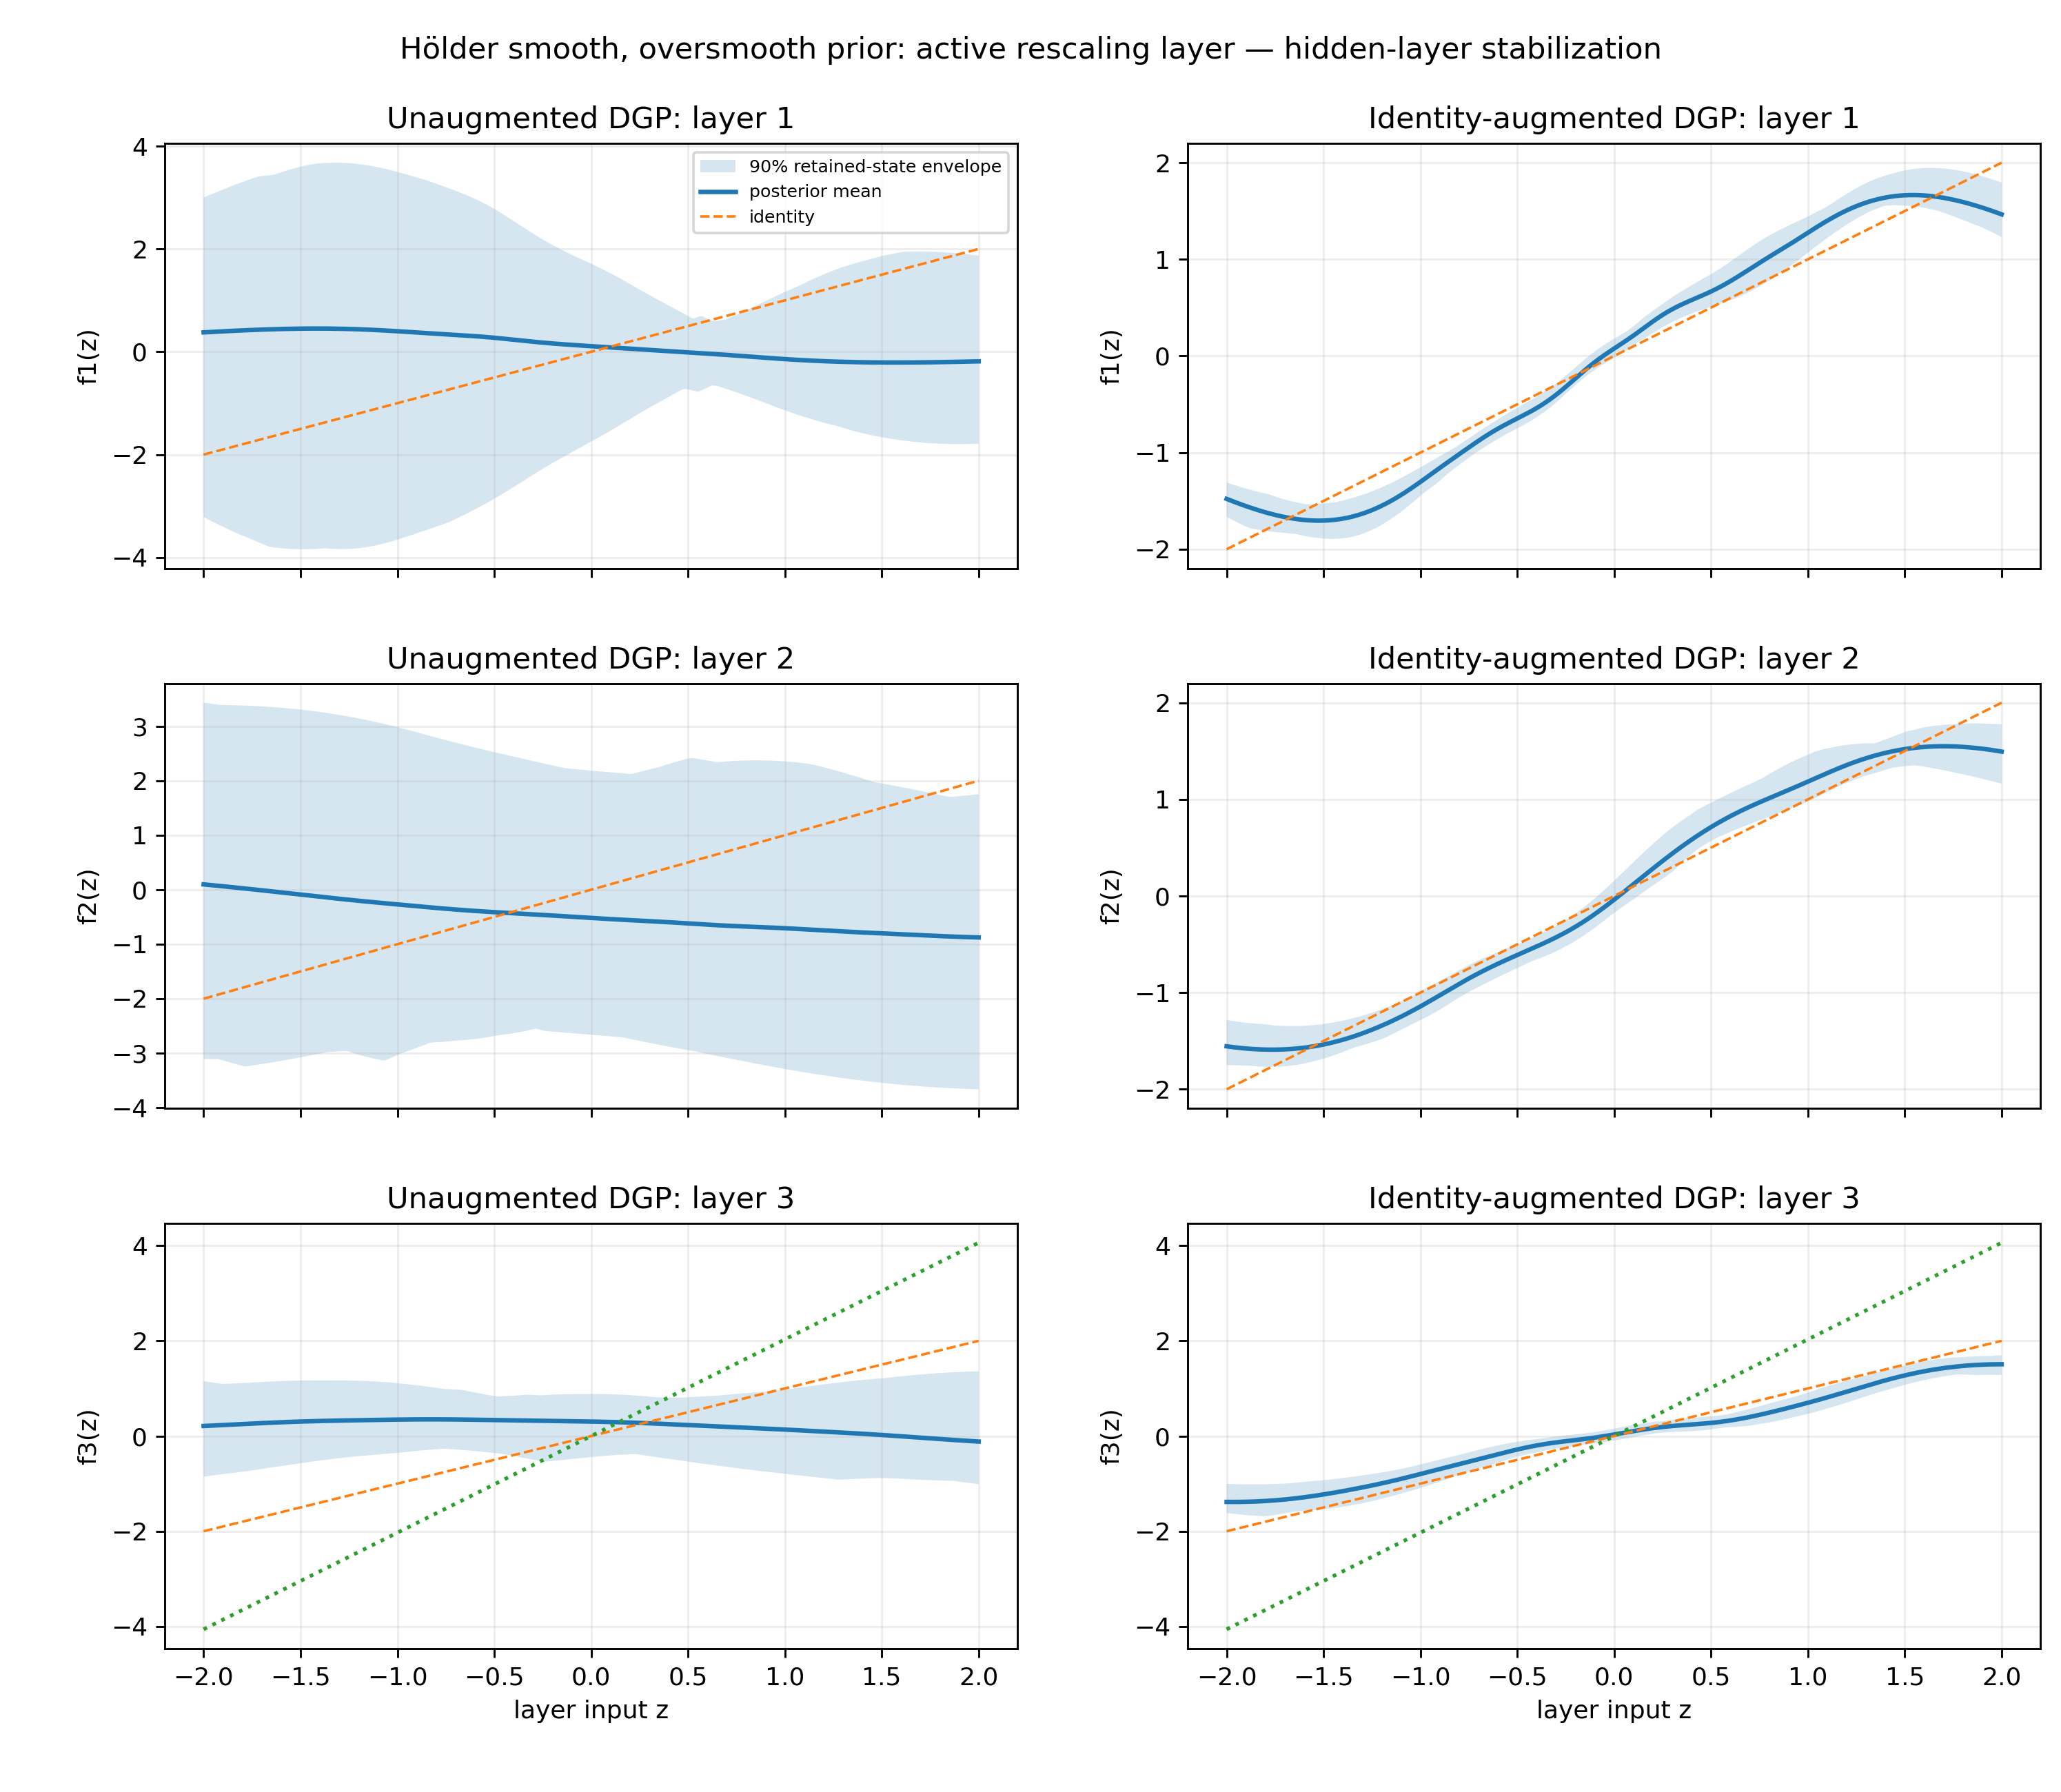 Hölder smooth, oversmooth prior: active rescaling layer — hidden-layer stabilization
Unaugmented DGP: layer 1
4
2
0
−2
−4
f1(z)
90% retained-state envelope
posterior mean
identity
Identity-augmented DGP: layer 1
2
1
0
−1
−2
f1(z)
Unaugmented DGP: layer 2
3
2
1
0
−1
−2
−3
−4
f2(z)
Identity-augmented DGP: layer 2
2
1
0
−1
−2
f2(z)
Unaugmented DGP: layer 3
4
2
0
−2
−4
f3(z)
−2.0 −1.5 −1.0 −0.5 0.0 0.5 1.0 1.5 2.0
layer input z
Identity-augmented DGP: layer 3
4
2
0
−2
−4
f3(z)
−2.0 −1.5 −1.0 −0.5 0.0 0.5 1.0 1.5 2.0
layer input z